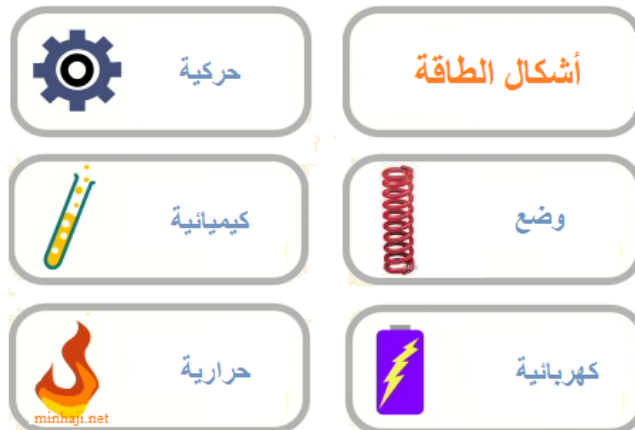 أشكال الطاقة
حركية
وضع
كيميائية
كهربائية
حرارية
minhaji.net